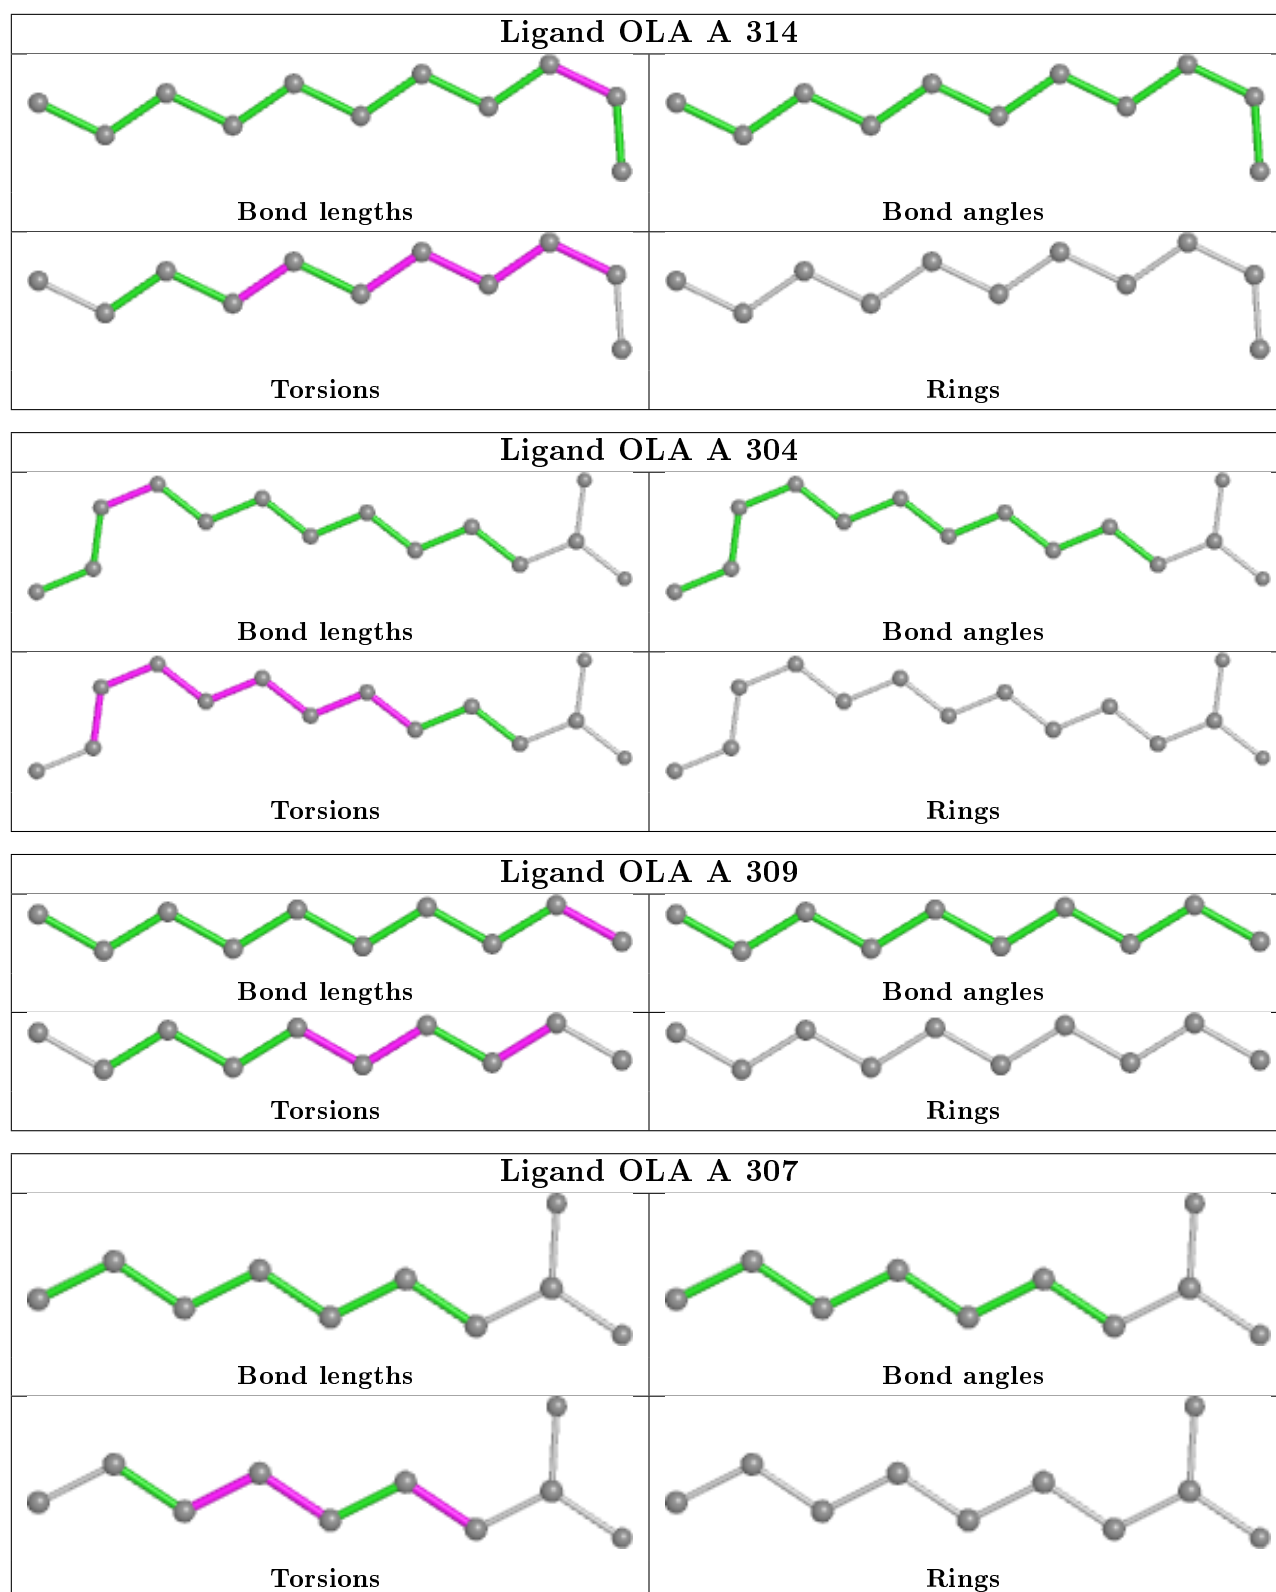 Ligand OLA A 314
Bond lengths Bond angles
Torsions Rings
Ligand OLA A 304
Bond lengths Bond angles
Torsions Rings
Ligand OLA A 309
Bond lengths Bond angles
Torsions Rings
Ligand OLA A 307
Bond lengths Bond angles
Torsions Rings